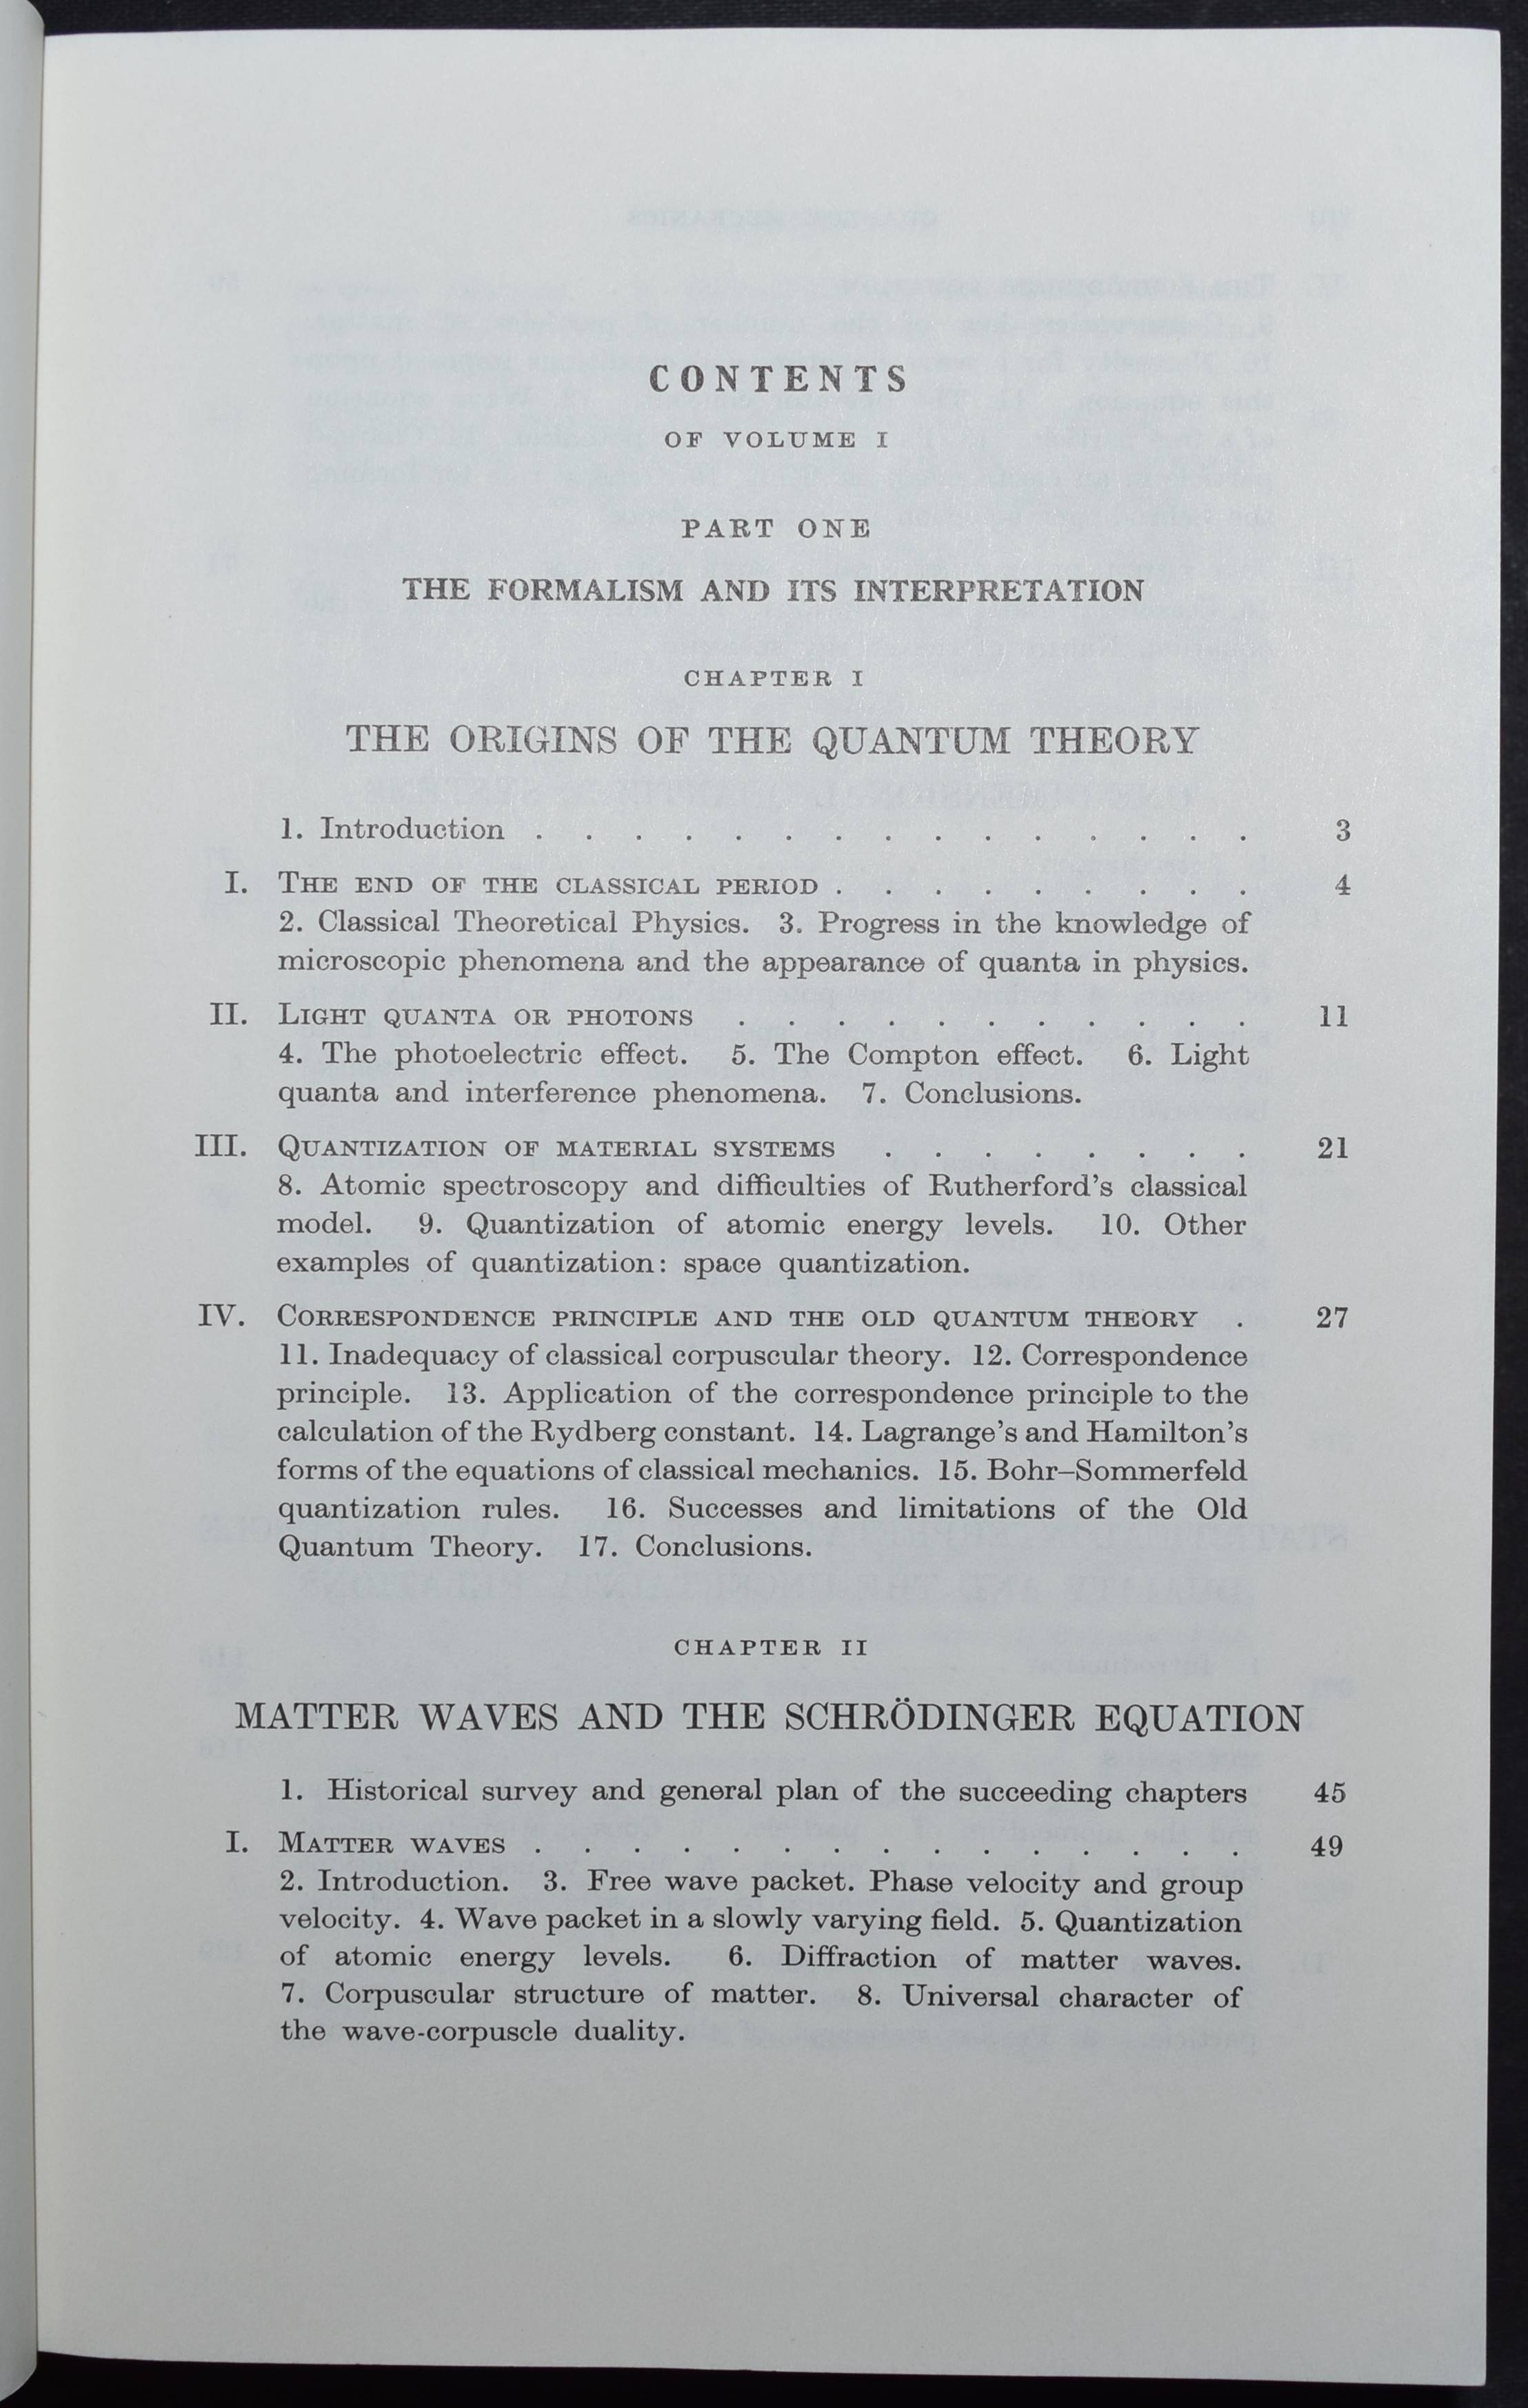 CONTENTS
OF VOLUME I
PART ONE
THE FORMALISM AND ITS INTERPRETATION
CHAPTER I
THE ORIGINS OF THE QUANTUM THEORY
1. Introduction . . . . . . . . . . . . . . . 3
I. THE END OF THE CLASSICAL PERIOD . . . . . . . . . 4
2. Classical Theoretical Physics. 3. Progress in the knowledge of
microscopic phenomena and the appearance of quanta in physics.
II. LIGHT QUANTA OR PHOTONS . . . . . . . . . . . 11
4. The photoelectric effect. 5. The Compton effect. 6. Light
quanta and interference phenomena. 7. Conclusions.
III. QUANTIZATION OF MATERIAL SYSTEMS . . . . . . . . 21
8. Atomic spectroscopy and difficulties of Rutherford's classical
model. 9. Quantization of atomic energy levels. 10. Other
examples of quantization: space quantization.
IV. CORRESPONDENCE PRINCIPLE AND THE OLD QUANTUM THEORY . 27
11. Inadequacy of classical corpuscular theory. 12. Correspondence
principle. 13. Application of the correspondence principle to the
calculation of the Rydberg constant. 14. Lagrange's and Hamilton's
forms of the equations of classical mechanics. 15. Bohr–Sommerfeld
quantization rules. 16. Successes and limitations of the Old
Quantum Theory. 17. Conclusions.
CHAPTER II
MATTER WAVES AND THE SCHRÖDINGER EQUATION
1. Historical survey and general plan of the succeeding chapters 45
I. MATTER WAVES . . . . . . . . . . . . . . . 49
2. Introduction. 3. Free wave packet. Phase velocity and group
velocity. 4. Wave packet in a slowly varying field. 5. Quantization
of atomic energy levels. 6. Diffraction of matter waves.
7. Corpuscular structure of matter. 8. Universal character of
the wave-corpuscle duality.